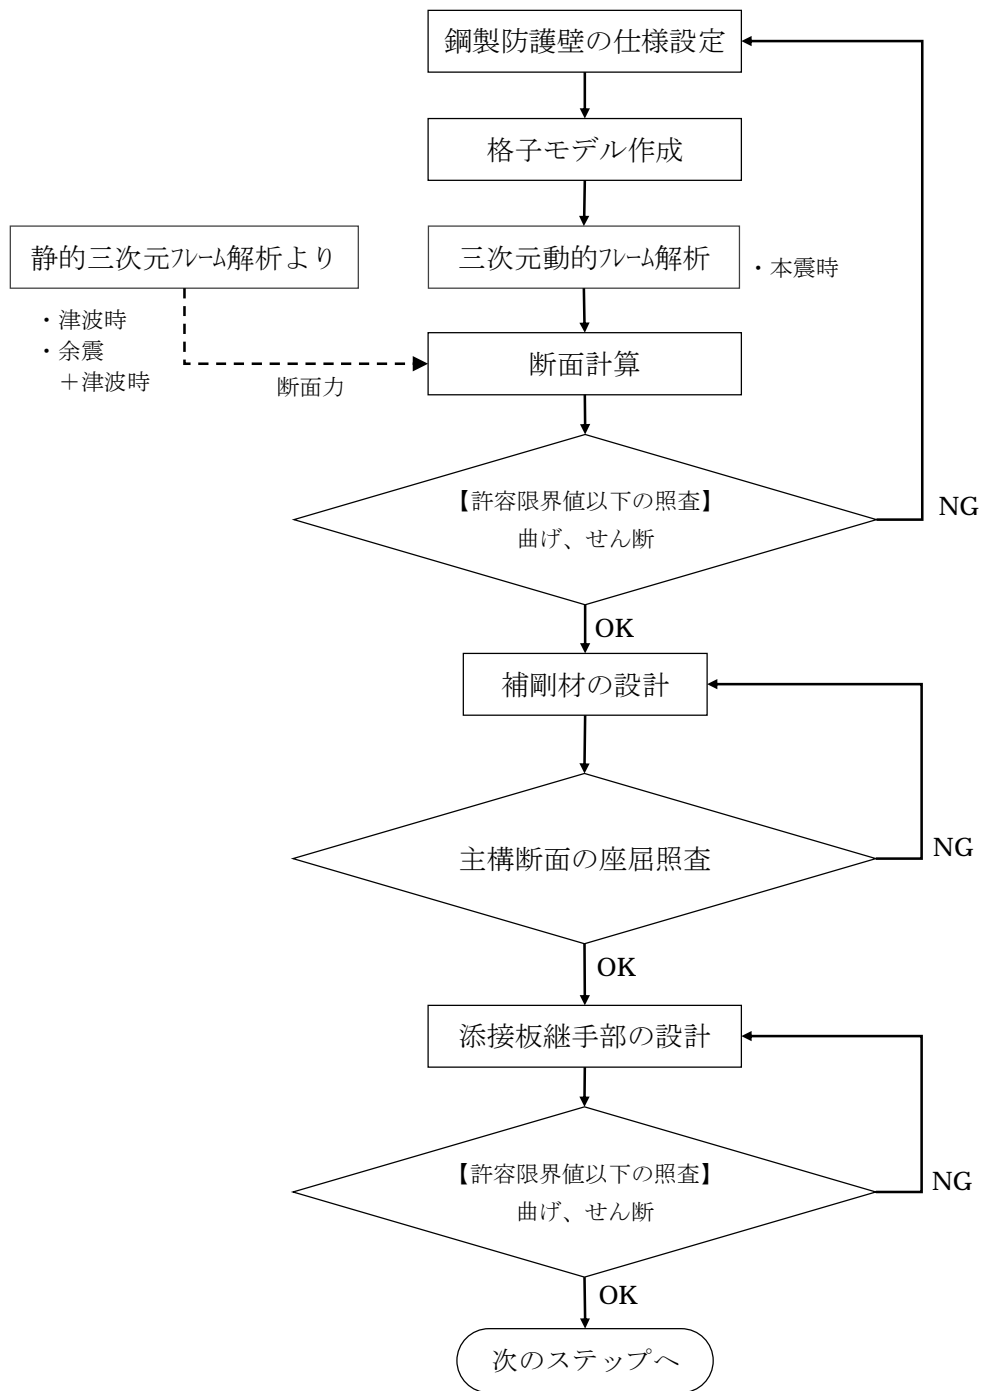 鋼製防護壁の仕様設定
格子モデル作成
静的三次元ﾌﾚｰﾑ解析より
三次元動的ﾌﾚｰﾑ解析
・本震時
・津波時
・余震
＋津波時
断面力
断面計算
【許容限界値以下の照査】
曲げ、せん断
NG
OK
補剛材の設計
主構断面の座屈照査
NG
OK
添接板継手部の設計
【許容限界値以下の照査】
曲げ、せん断
NG
OK
次のステップへ